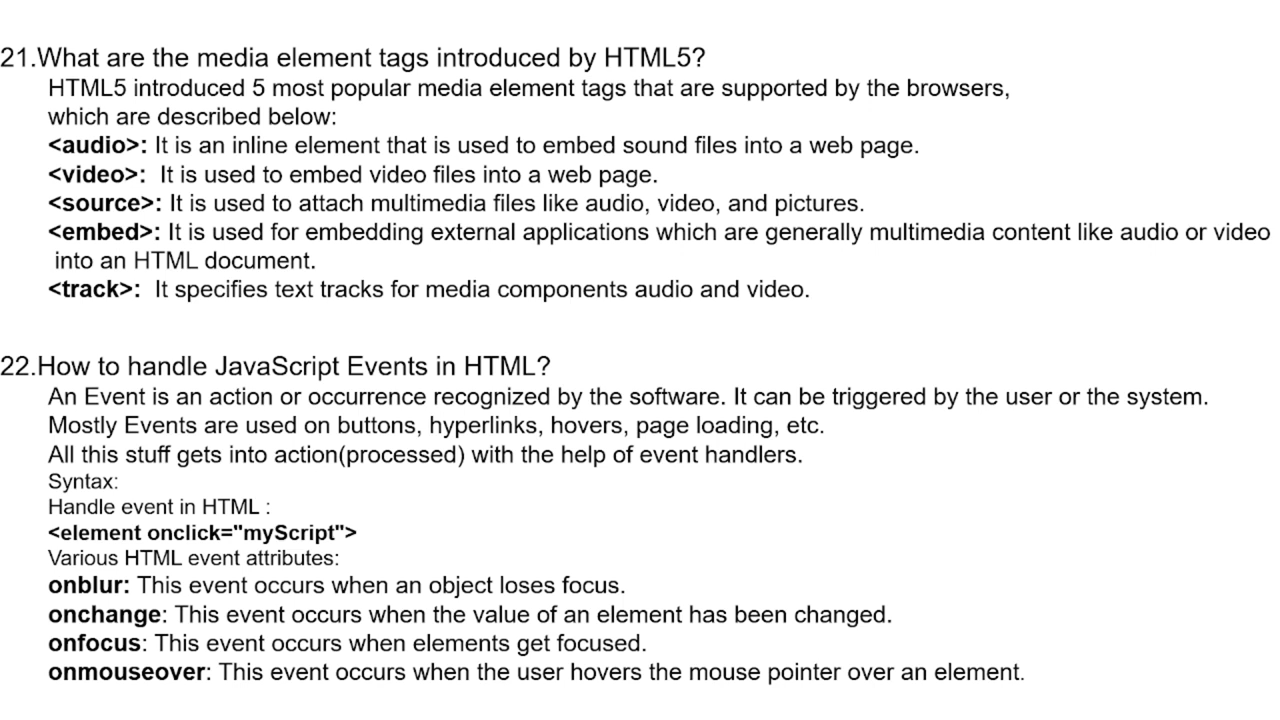 21.What are the media element tags introduced by HTML5?
HTML5 introduced 5 most popular media element tags that are supported by the browsers,
which are described below:
<audio>: It is an inline element that is used to embed sound files into a web page.
<video>: It is used to embed video files into a web page.
<source>: It is used to attach multimedia files like audio, video, and pictures.
<embed>: It is used for embedding external applications which are generally multimedia content like audio or video
into an HTML document.
<track>: It specifies text tracks for media components audio and video.
22.How to handle JavaScript Events in HTML?
An Event is an action or occurrence recognized by the software. It can be triggered by the user or the system.
Mostly Events are used on buttons, hyperlinks, hovers, page loading, etc.
All this stuff gets into action(processed) with the help of event handlers.
Syntax:
Handle event in HTML :
<element onclick="myScript">
Various HTML event attributes:
onblur: This event occurs when an object loses focus.
onchange: This event occurs when the value of an element has been changed.
onfocus: This event occurs when elements get focused.
onmouseover: This event occurs when the user hovers the mouse pointer over an element.